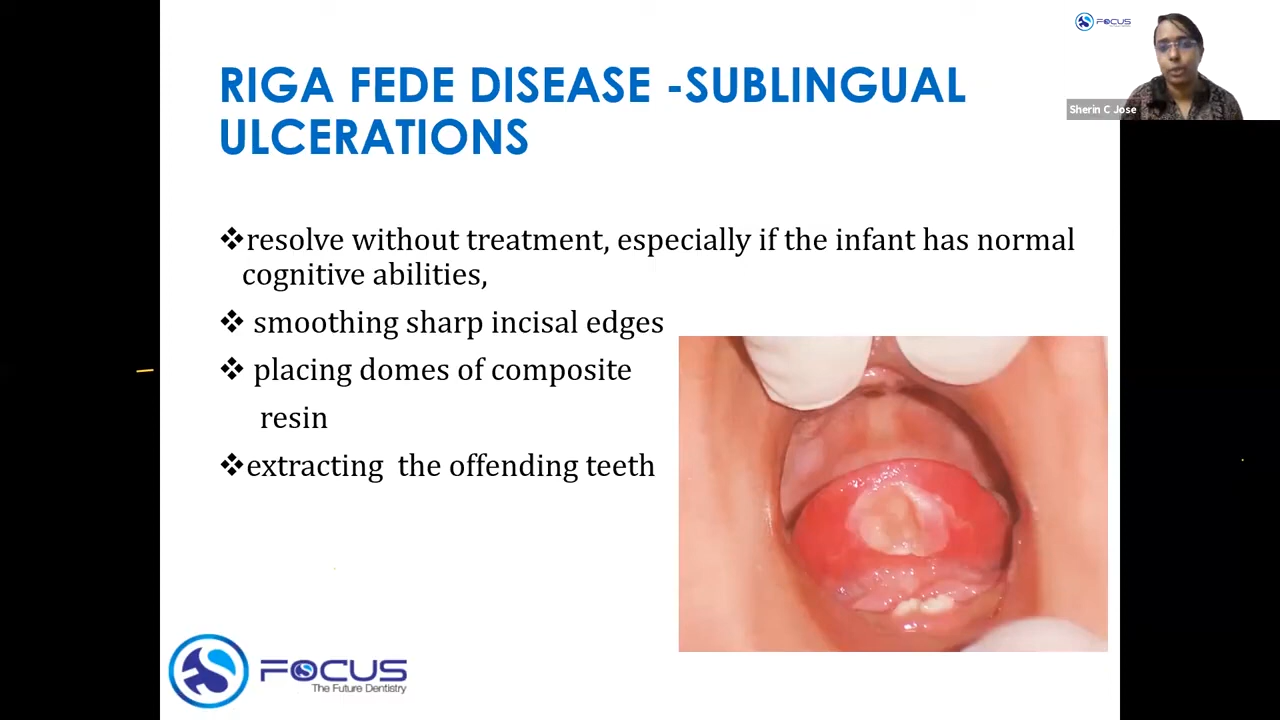 FOCUS
Sherin C Jose
RIGA FEDE DISEASE -SUBLINGUAL
ULCERATIONS
❖resolve without treatment, especially if the infant has normal
cognitive abilities,
❖ smoothing sharp incisal edges
❖ placing domes of composite
resin
❖extracting the offending teeth
FOCUS
The Future Dentistry